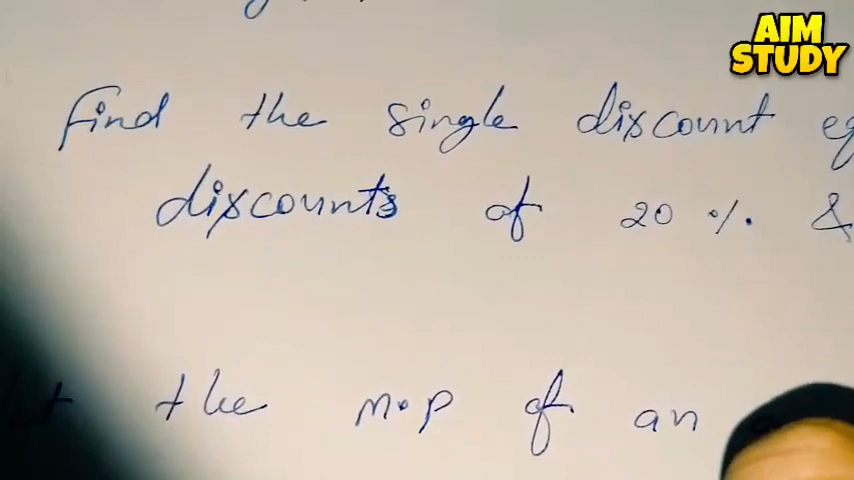 AIM
STUDY
Find the single discount
discounts of 20 %. &
the M.P of an